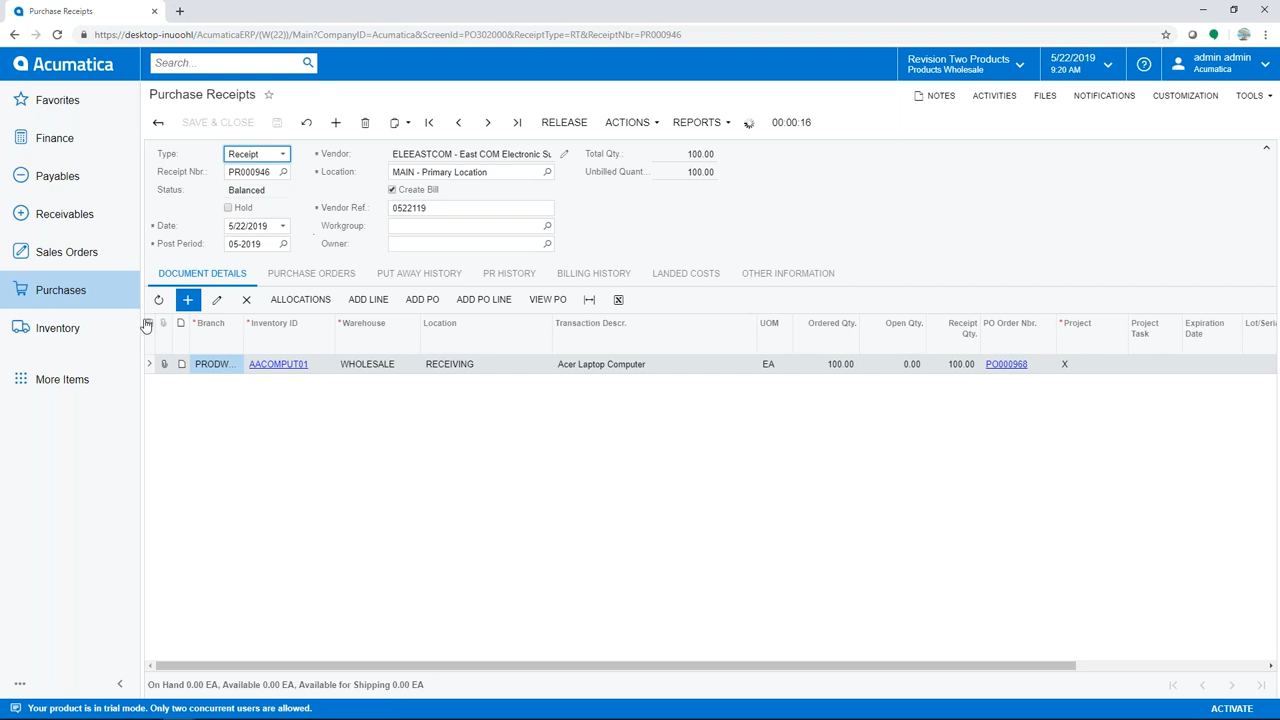 Purchase Receipts
https://desktop-inuoohl/AcumaticaERP/(W(22))/Main?CompanyID=Acumatica&ScreenId=PO302000&ReceiptType=RT&ReceiptNbr=PR000946
Acumatica
Search...
Revision Two Products
Products Wholesale
5/22/2019
9:20 AM
admin admin
Acumatica
Favorites
Finance
Payables
Receivables
Sales Orders
Purchases
Inventory
More Items
Purchase Receipts
NOTES ACTIVITIES FILES NOTIFICATIONS CUSTOMIZATION TOOLS
SAVE & CLOSE RELEASE ACTIONS REPORTS 00:00:16
Type: Receipt * Vendor: ELEEASTCOM - East COM Electronic Su Total Qty.: 100.00
Receipt Nbr.: PR000946 * Location: MAIN - Primary Location Unbilled Quant... 100.00
Status: Balanced Create Bill
Hold * Vendor Ref.: 0522119
* Date: 5/22/2019 Workgroup:
* Post Period: 05-2019 Owner:
DOCUMENT DETAILS PURCHASE ORDERS PUT AWAY HISTORY PR HISTORY BILLING HISTORY LANDED COSTS OTHER INFORMATION
ALLOCATIONS ADD LINE ADD PO ADD PO LINE VIEW PO
* Branch * Inventory ID * Warehouse Location Transaction Descr. UOM Ordered Qty. Open Qty. Receipt Qty. PO Order Nbr. * Project Project Task Expiration Date Lot/Seria
PRODW... AACOMPUT01 WHOLESALE RECEIVING Acer Laptop Computer EA 100.00 0.00 100.00 PO000968 X
On Hand 0.00 EA, Available 0.00 EA, Available for Shipping 0.00 EA
Your product is in trial mode. Only two concurrent users are allowed.
ACTIVATE